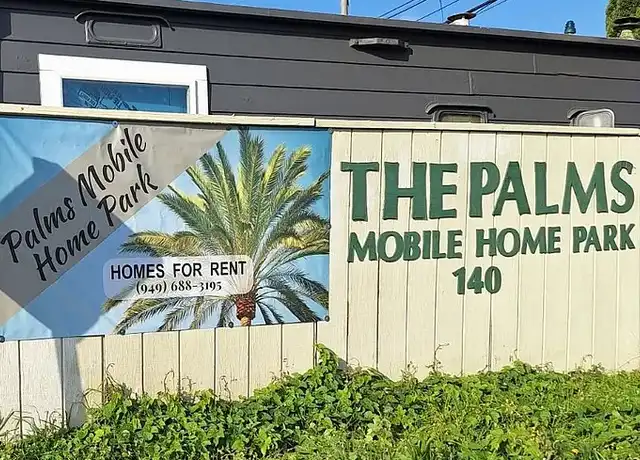 Palms Mobile
Home Park
HOMES FOR RENT
(949) 688-3195
THE PALMS
MOBILE HOME PARK
140